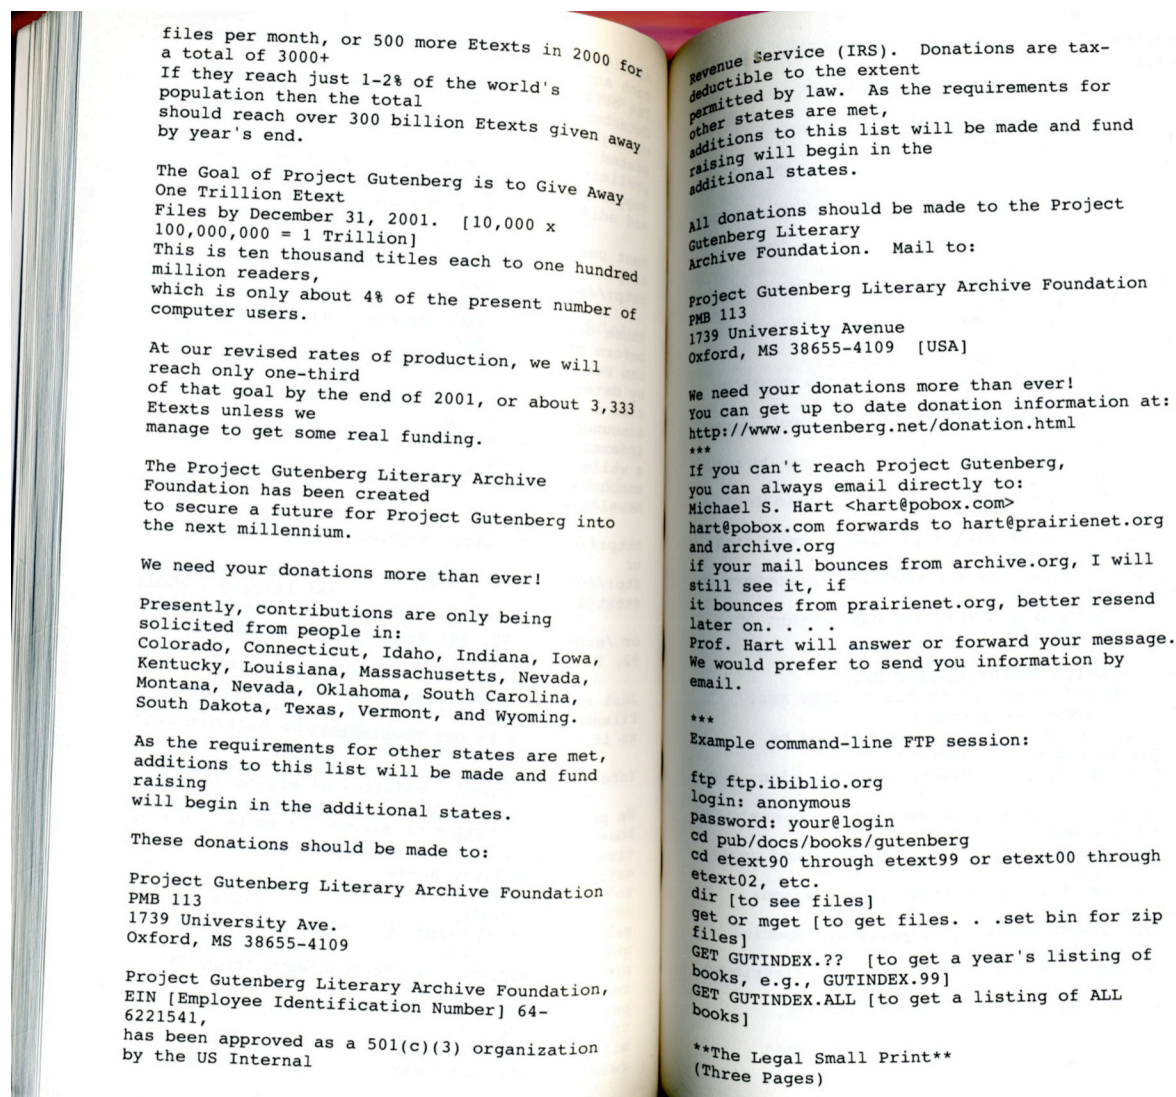 files per month, or 500 more Etexts in 2000 for
a total of 3000+
If they reach just 1-2% of the world's
population then the total
should reach over 300 billion Etexts given away
by year's end.

The Goal of Project Gutenberg is to Give Away
One Trillion Etext
Files by December 31, 2001.  [10,000 x
100,000,000 = 1 Trillion]
This is ten thousand titles each to one hundred
million readers,
which is only about 4% of the present number of
computer users.

At our revised rates of production, we will
reach only one-third
of that goal by the end of 2001, or about 3,333
Etexts unless we
manage to get some real funding.

The Project Gutenberg Literary Archive
Foundation has been created
to secure a future for Project Gutenberg into
the next millennium.

We need your donations more than ever!

Presently, contributions are only being
solicited from people in:
Colorado, Connecticut, Idaho, Indiana, Iowa,
Kentucky, Louisiana, Massachusetts, Nevada,
Montana, Nevada, Oklahoma, South Carolina,
South Dakota, Texas, Vermont, and Wyoming.

As the requirements for other states are met,
additions to this list will be made and fund
raising
will begin in the additional states.

These donations should be made to:

Project Gutenberg Literary Archive Foundation
PMB 113
1739 University Ave.
Oxford, MS 38655-4109

Project Gutenberg Literary Archive Foundation,
EIN [Employee Identification Number] 64-
6221541,
has been approved as a 501(c)(3) organization
by the US Internal

Revenue Service (IRS).  Donations are tax-
deductible to the extent
permitted by law.  As the requirements for
other states are met,
additions to this list will be made and fund
raising will begin in the
additional states.

All donations should be made to the Project
Gutenberg Literary
Archive Foundation.  Mail to:

Project Gutenberg Literary Archive Foundation
PMB 113
1739 University Avenue
Oxford, MS 38655-4109  [USA]

We need your donations more than ever!
You can get up to date donation information at:
http://www.gutenberg.net/donation.html
***
If you can't reach Project Gutenberg,
you can always email directly to:
Michael S. Hart <hart@pobox.com>
hart@pobox.com forwards to hart@prairienet.org
and archive.org
if your mail bounces from archive.org, I will
still see it, if
it bounces from prairienet.org, better resend
later on. . . .
Prof. Hart will answer or forward your message.
We would prefer to send you information by
email.

***
Example command-line FTP session:

ftp ftp.ibiblio.org
login: anonymous
password: your@login
cd pub/docs/books/gutenberg
cd etext90 through etext99 or etext00 through
etext02, etc.
dir [to see files]
get or mget [to get files. . .set bin for zip
files]
GET GUTINDEX.??  [to get a year's listing of
books, e.g., GUTINDEX.99]
GET GUTINDEX.ALL [to get a listing of ALL
books]

**The Legal Small Print**
(Three Pages)